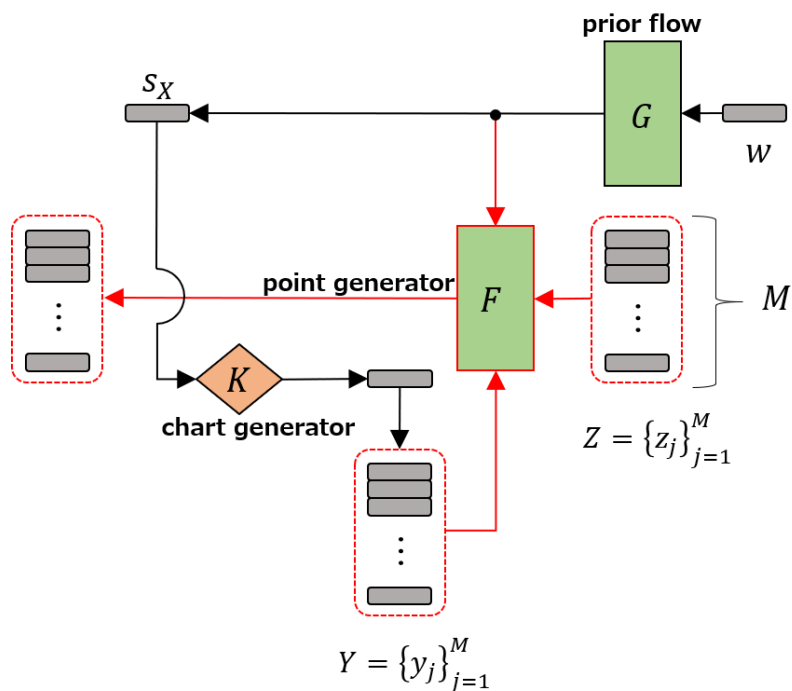 prior flow
s_X
G
w
point generator
F
M
K
chart generator
Z = {z_j}_{j=1}^{M}
Y = {y_j}_{j=1}^{M}